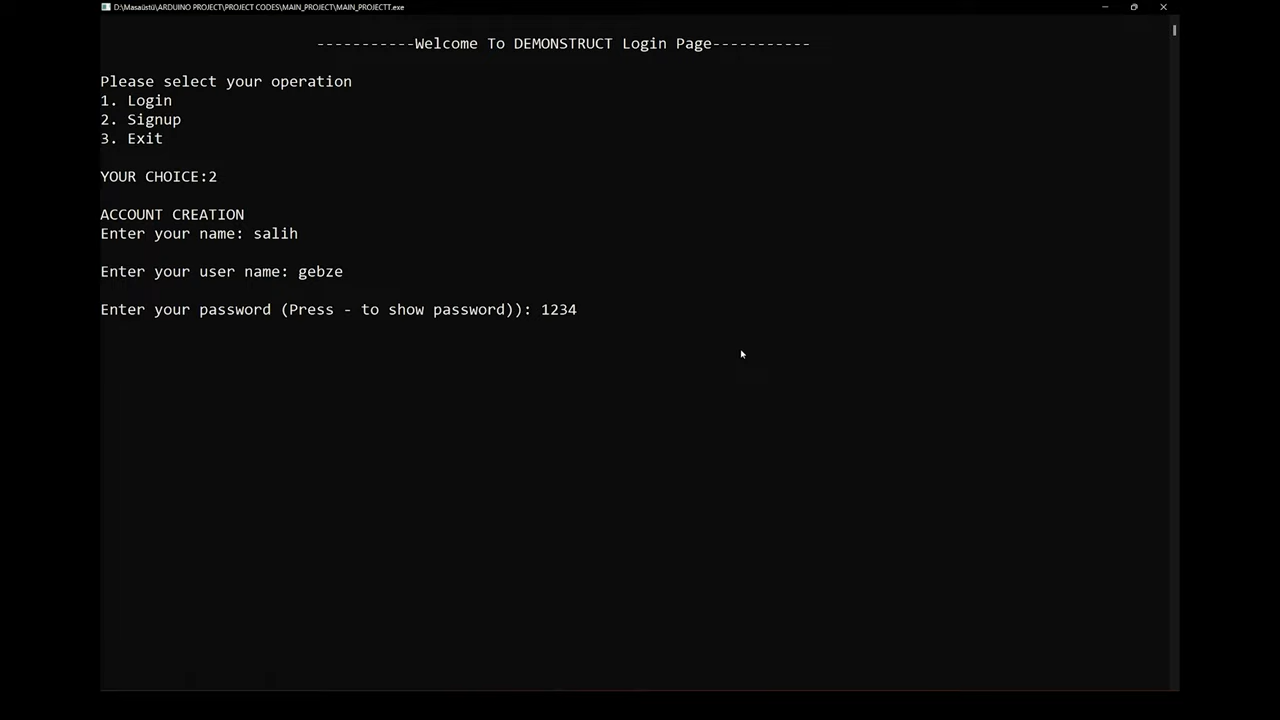 D:\Masaüstü\ARDUINO PROJECT\PROJECT CODES\MAIN_PROJECT\MAIN_PROJECTT.exe
-----------Welcome To DEMONSTRUCT Login Page-----------
Please select your operation
1. Login
2. Signup
3. Exit
YOUR CHOICE:2
ACCOUNT CREATION
Enter your name: salih
Enter your user name: gebze
Enter your password (Press - to show password)): 1234